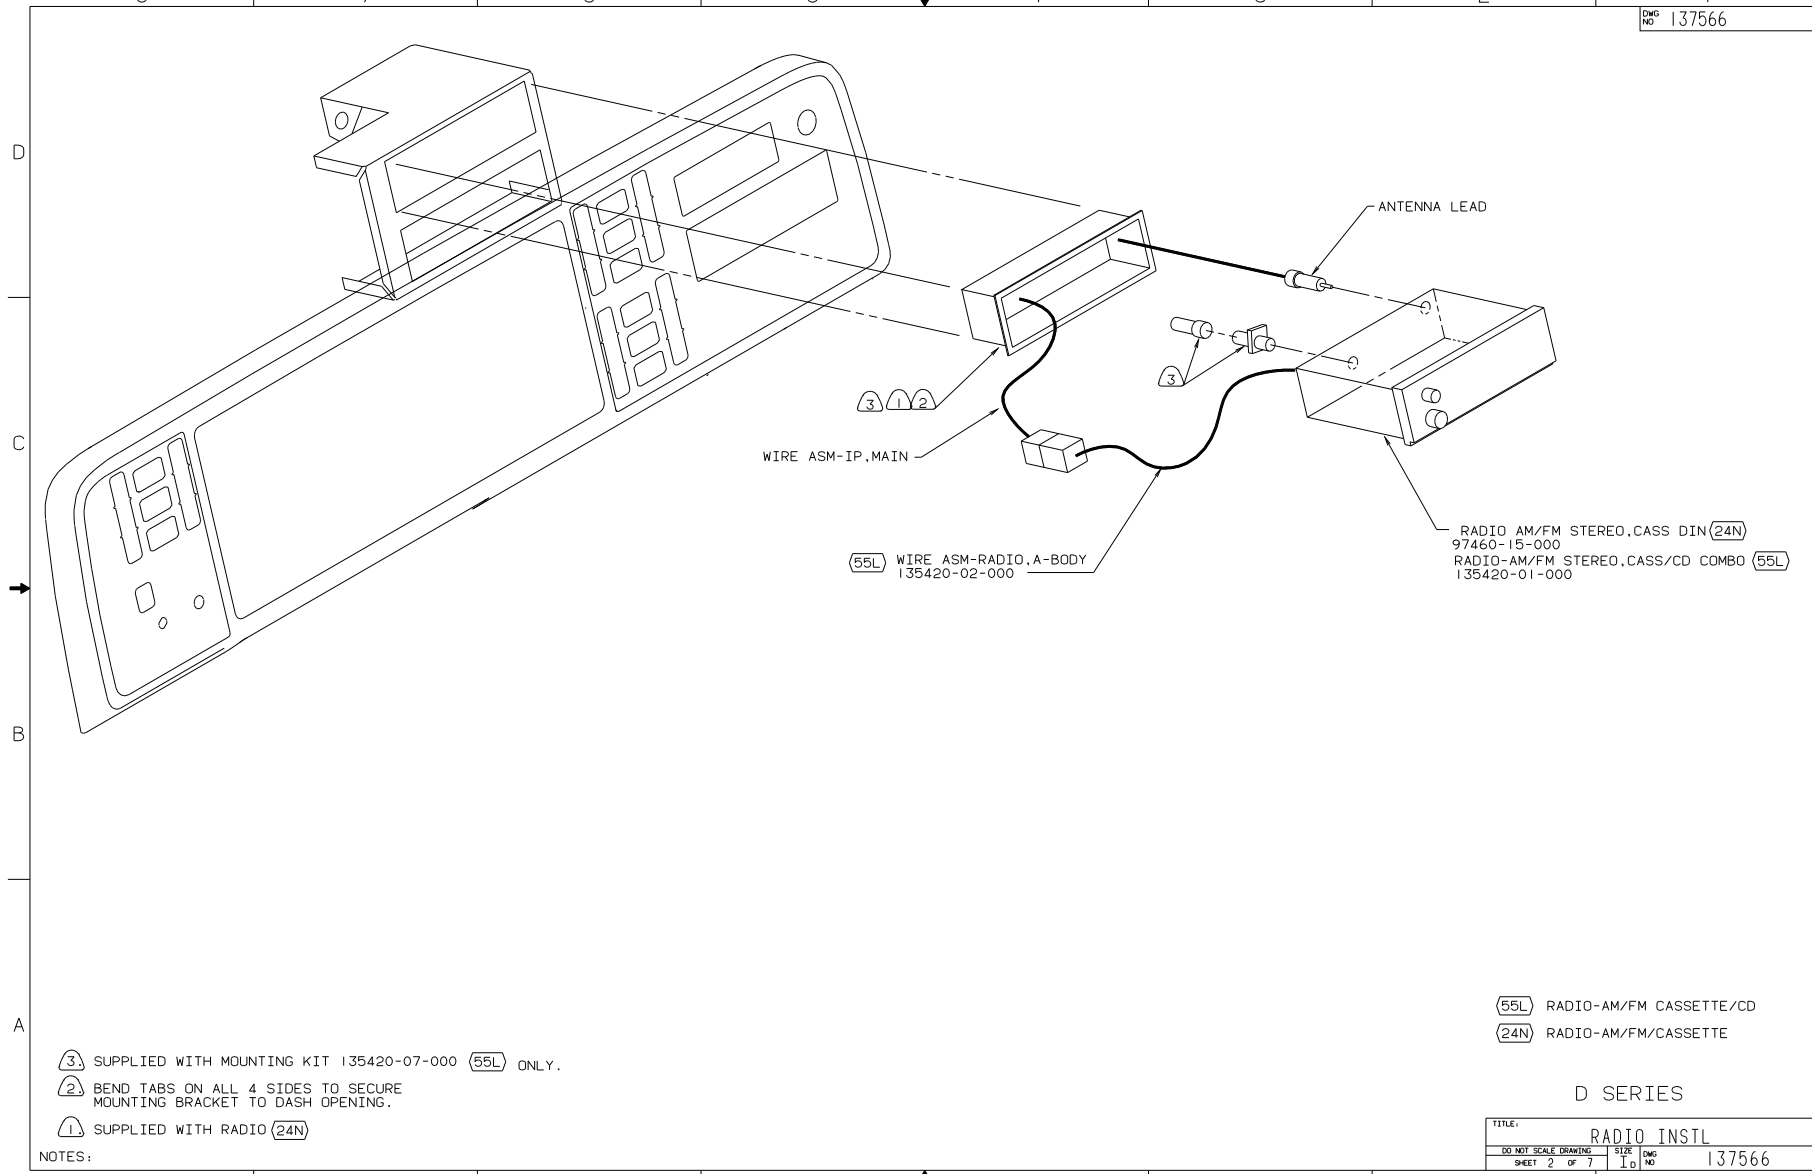 DWG NO 137566
D
ANTENNA LEAD
3
3 1 2
C
WIRE ASM-IP,MAIN
RADIO AM/FM STEREO,CASS DIN 24N
97460-15-000
RADIO-AM/FM STEREO,CASS/CD COMBO 55L
135420-01-000
55L WIRE ASM-RADIO,A-BODY
135420-02-000
B
A
55L RADIO-AM/FM CASSETTE/CD
24N RADIO-AM/FM/CASSETTE
3. SUPPLIED WITH MOUNTING KIT 135420-07-000 55L ONLY.
2. BEND TABS ON ALL 4 SIDES TO SECURE
MOUNTING BRACKET TO DASH OPENING.
1. SUPPLIED WITH RADIO 24N
NOTES:
D SERIES
TITLE:
RADIO INSTL
DO NOT SCALE DRAWING
SHEET 2 OF 7
SIZE
D
DWG NO 137566